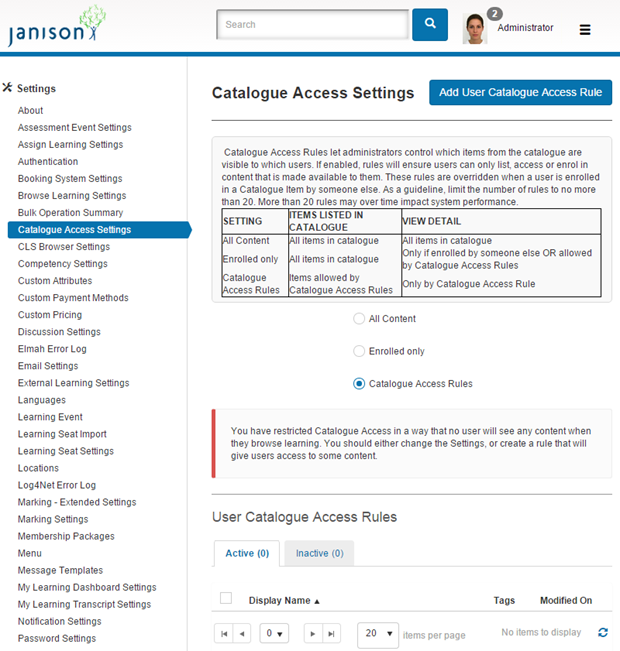 janison
Search
2
Administrator
Settings
About
Assessment Event Settings
Assign Learning Settings
Authentication
Booking System Settings
Browse Learning Settings
Bulk Operation Summary
Catalogue Access Settings
CLS Browser Settings
Competency Settings
Custom Attributes
Custom Payment Methods
Custom Pricing
Discussion Settings
Elmah Error Log
Email Settings
External Learning Settings
Languages
Learning Event
Learning Seat Import
Learning Seat Settings
Locations
Log4Net Error Log
Marking - Extended Settings
Marking Settings
Membership Packages
Menu
Message Templates
My Learning Dashboard Settings
My Learning Transcript Settings
Notification Settings
Password Settings
Catalogue Access Settings
Add User Catalogue Access Rule
Catalogue Access Rules let administrators control which items from the catalogue are
visible to which users. If enabled, rules will ensure users can only list, access or enrol in
content that is made available to them. These rules are overridden when a user is enrolled
in a Catalogue Item by someone else. As a guideline, limit the number of rules to no more
than 20. More than 20 rules may over time impact system performance.
SETTING
ITEMS LISTED IN
CATALOGUE
VIEW DETAIL
All Content
All items in catalogue
All items in catalogue
Enrolled only
All items in catalogue
Only if enrolled by someone else OR allowed
by Catalogue Access Rules
Catalogue
Access Rules
Items allowed by
Catalogue Access Rules
Only by Catalogue Access Rule
All Content
Enrolled only
Catalogue Access Rules
You have restricted Catalogue Access in a way that no user will see any content when
they browse learning. You should either change the Settings, or create a rule that will
give users access to some content.
User Catalogue Access Rules
Active (0)
Inactive (0)
Display Name
Tags
Modified On
0
20
items per page
No items to display